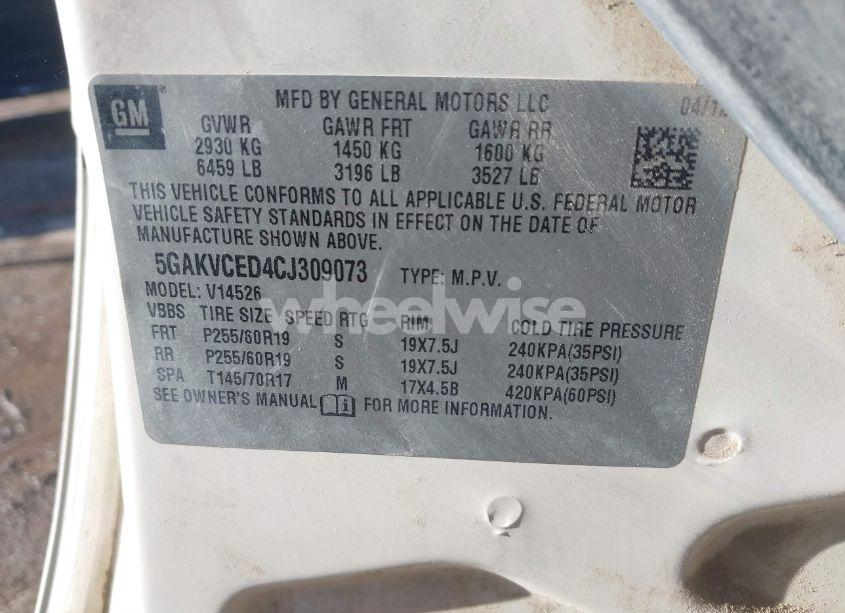 GM
MFD BY GENERAL MOTORS LLC 04/12
GVWR GAWR FRT GAWR RR
2930 KG 1450 KG 1600 KG
6459 LB 3196 LB 3527 LB
THIS VEHICLE CONFORMS TO ALL APPLICABLE U.S. FEDERAL MOTOR
VEHICLE SAFETY STANDARDS IN EFFECT ON THE DATE OF
MANUFACTURE SHOWN ABOVE.
5GAKVCED4CJ309073 TYPE: M.P.V.
MODEL: V14526
wheelwise
VBBS TIRE SIZE SPEED RTG RIM COLD TIRE PRESSURE
FRT P255/60R19 S 19X7.5J 240KPA(35PSI)
RR P255/60R19 S 19X7.5J 240KPA(35PSI)
SPA T145/70R17 M 17X4.5B 420KPA(60PSI)
SEE OWNER'S MANUAL FOR MORE INFORMATION.